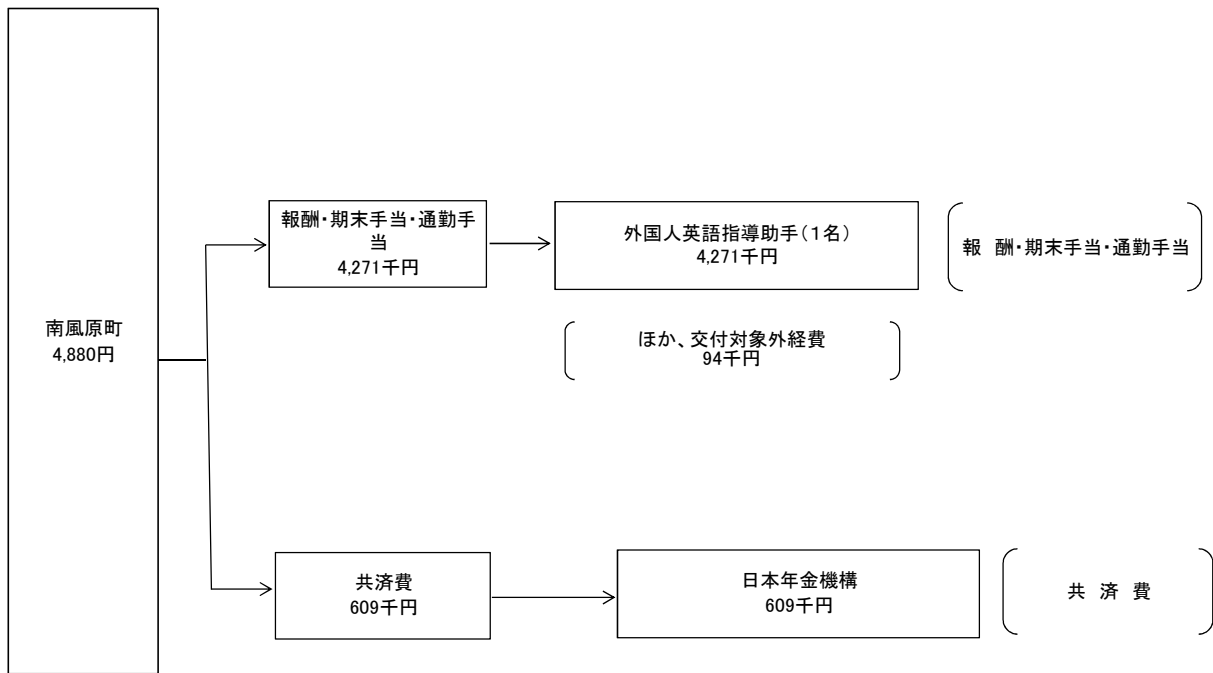 南風原町
4,880円
報酬・期末手当・通勤手
当
4,271千円
外国人英語指導助手(1名)
4,271千円
報 酬・期末手当・通勤手当
ほか、交付対象外経費
94千円
共済費
609千円
日本年金機構
609千円
共 済 費